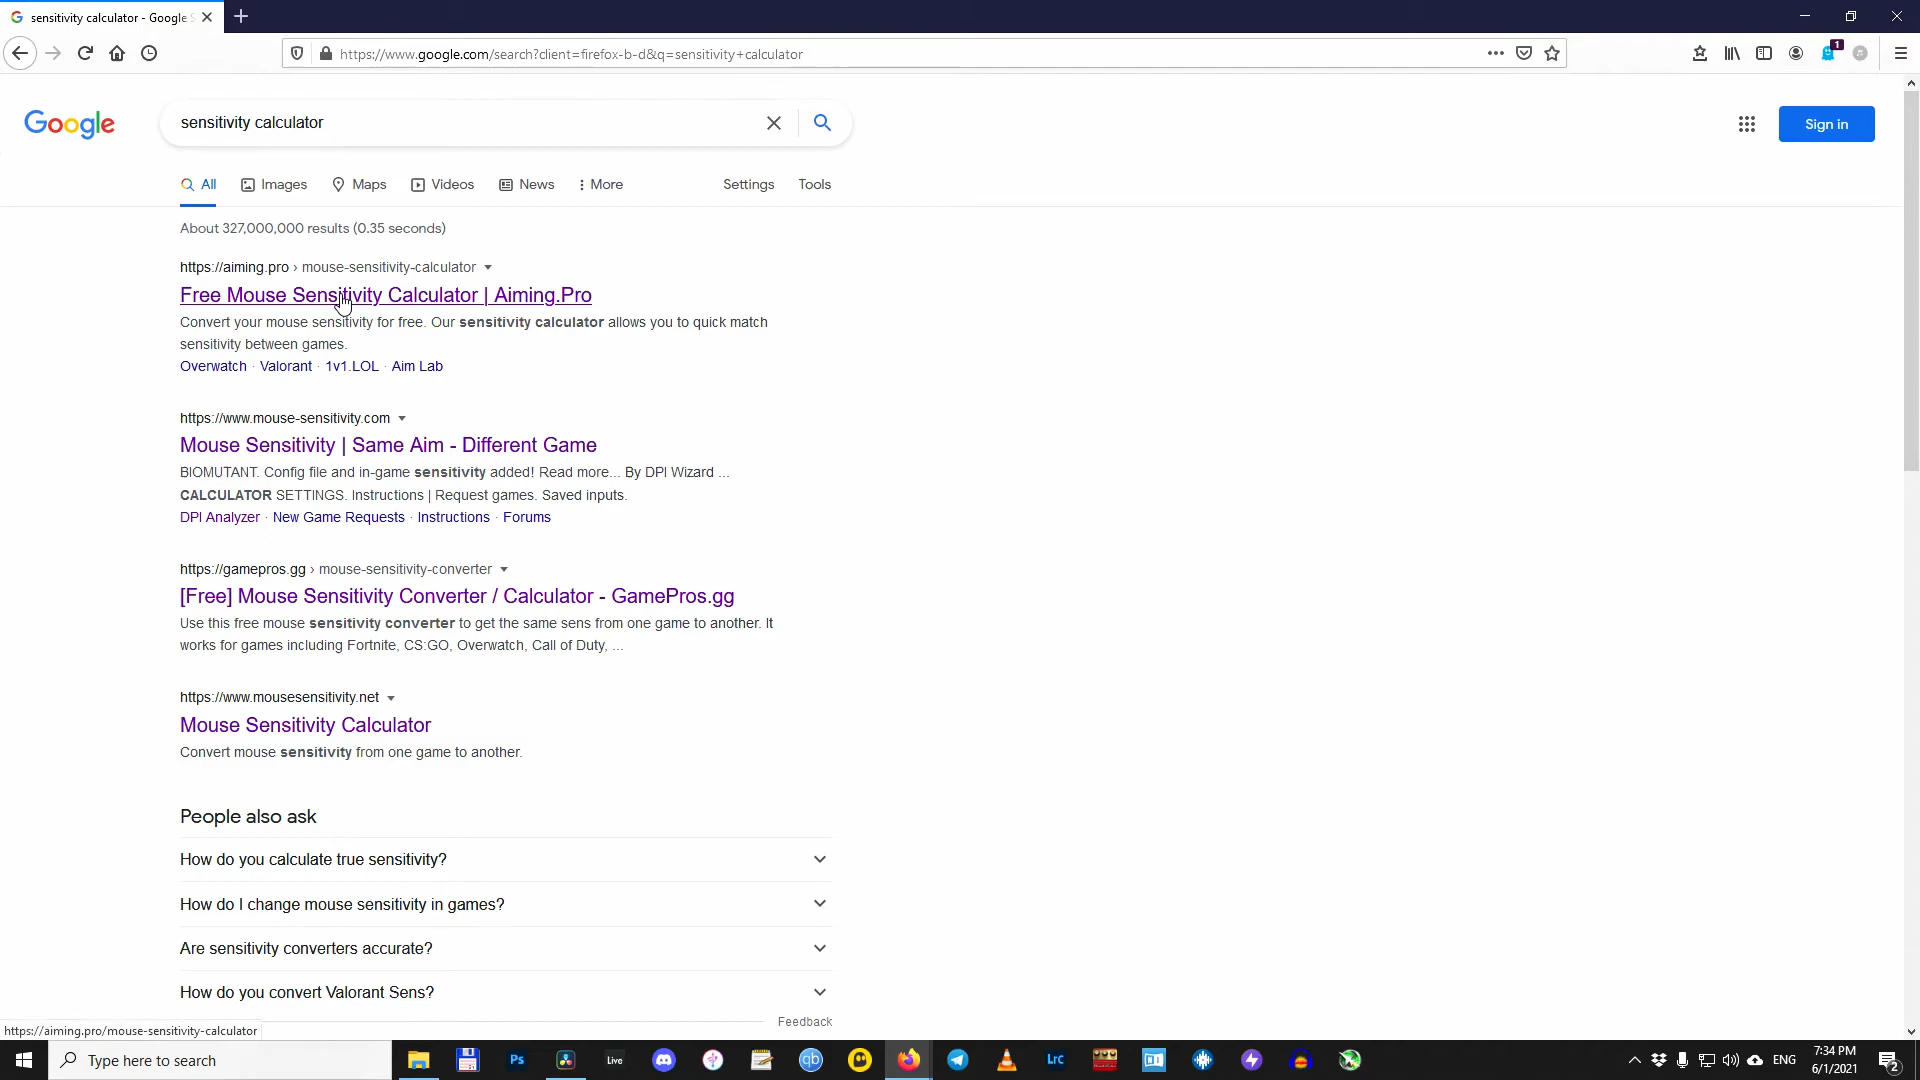 sensitivity calculator - Google S
https://www.google.com/search?client=firefox-b-d&q=sensitivity+calculator
1
Google
sensitivity calculator
Sign in
All Images Maps Videos News More Settings Tools
About 327,000,000 results (0.35 seconds)
https://aiming.pro › mouse-sensitivity-calculator
Free Mouse Sensitivity Calculator | Aiming.Pro
Convert your mouse sensitivity for free. Our sensitivity calculator allows you to quick match
sensitivity between games.
Overwatch · Valorant · 1v1.LOL · Aim Lab
https://www.mouse-sensitivity.com
Mouse Sensitivity | Same Aim - Different Game
BIOMUTANT. Config file and in-game sensitivity added! Read more... By DPI Wizard ...
CALCULATOR SETTINGS. Instructions | Request games. Saved inputs.
DPI Analyzer · New Game Requests · Instructions · Forums
https://gamepros.gg › mouse-sensitivity-converter
[Free] Mouse Sensitivity Converter / Calculator - GamePros.gg
Use this free mouse sensitivity converter to get the same sens from one game to another. It
works for games including Fortnite, CS:GO, Overwatch, Call of Duty, ...
https://www.mousesensitivity.net
Mouse Sensitivity Calculator
Convert mouse sensitivity from one game to another.
People also ask
How do you calculate true sensitivity?
How do I change mouse sensitivity in games?
Are sensitivity converters accurate?
How do you convert Valorant Sens?
Feedback
https://aiming.pro/mouse-sensitivity-calculator
Type here to search
Ps
Live
qb
Lrc
ENG
7:34 PM
6/1/2021
2